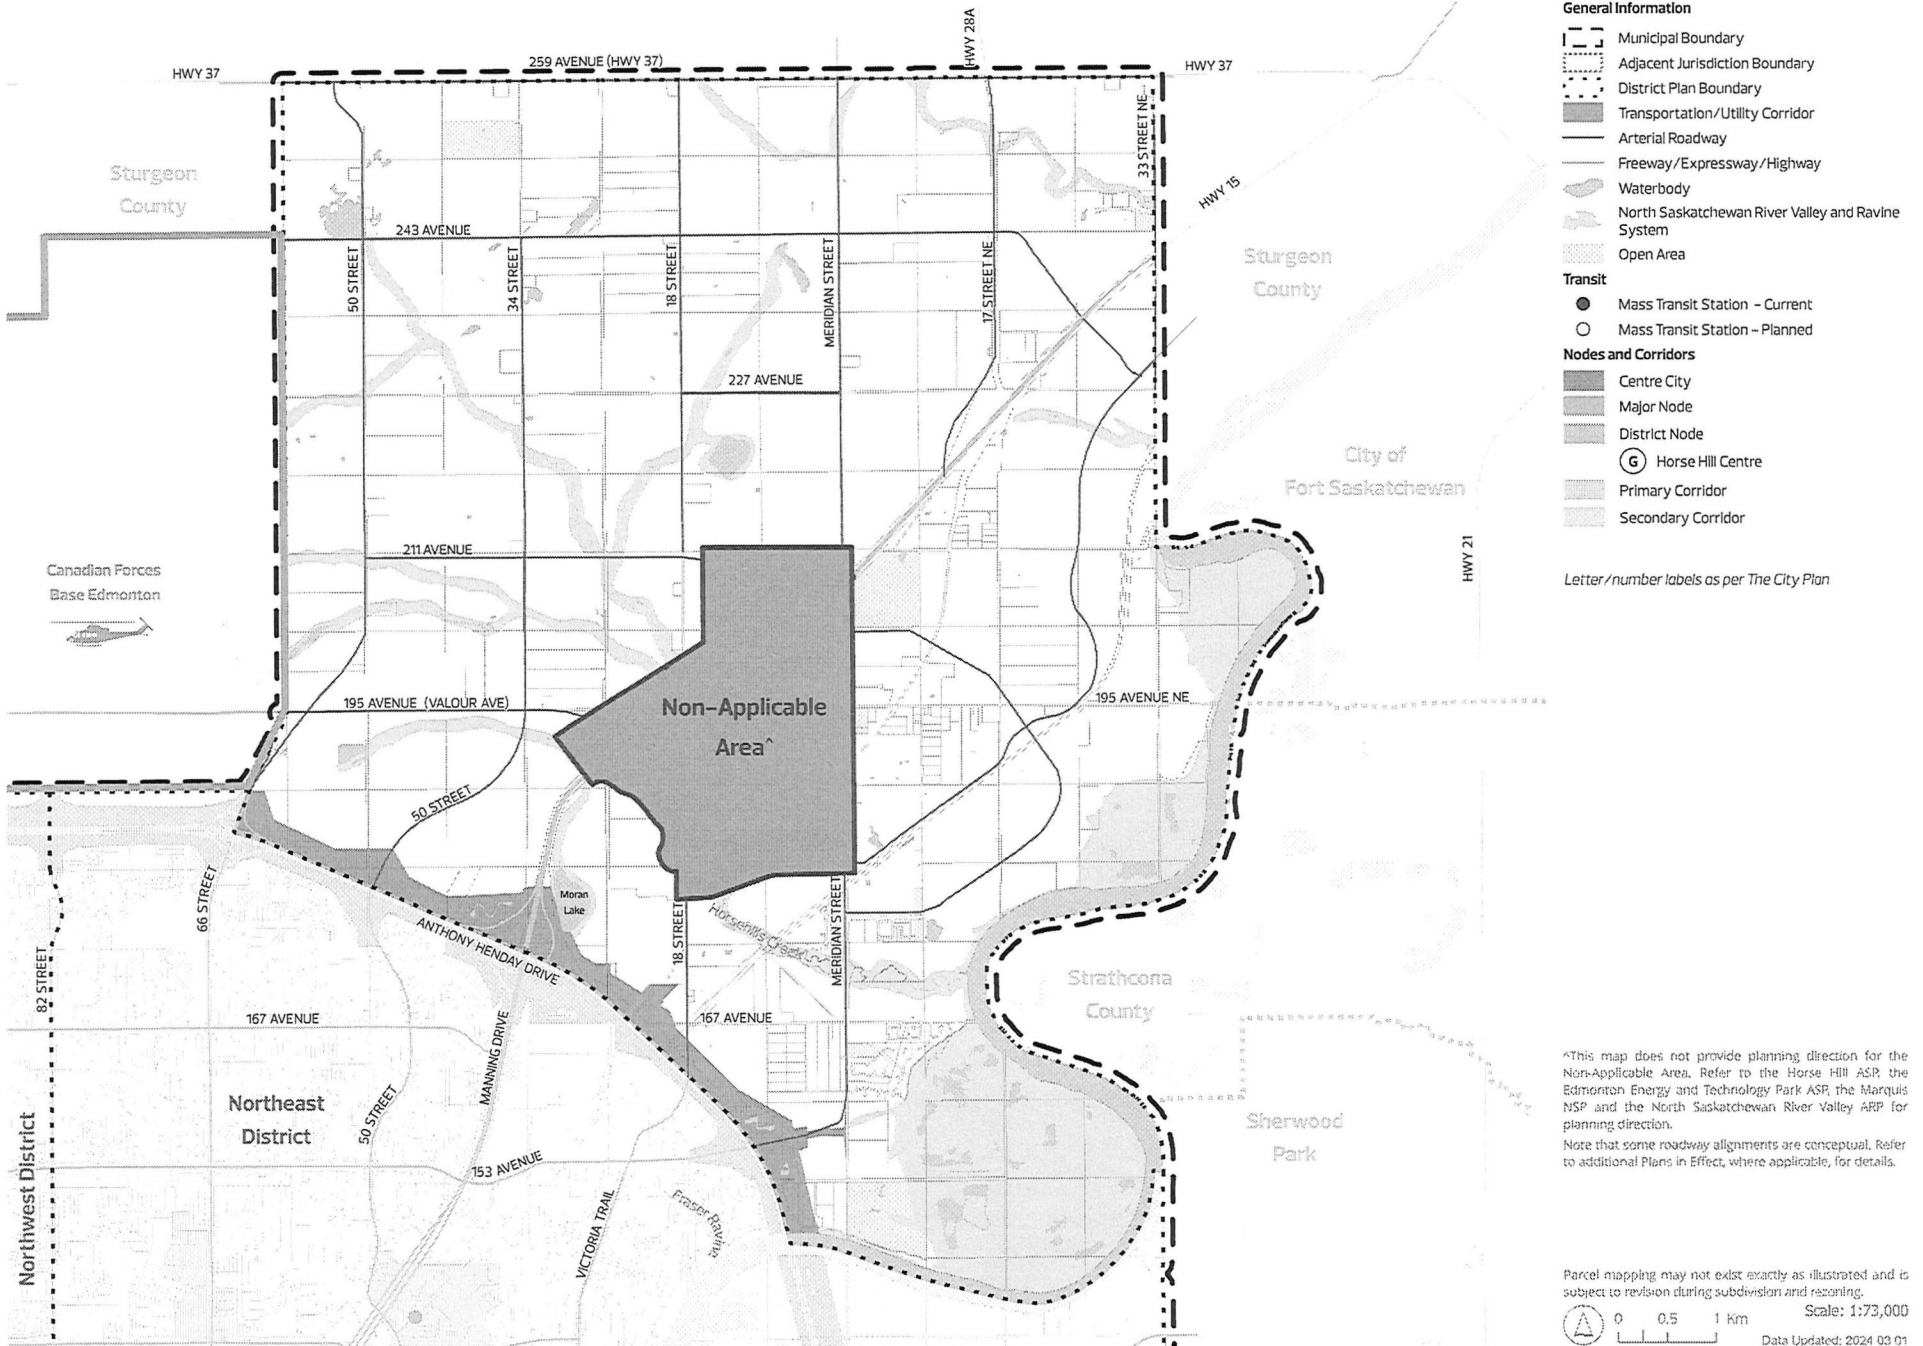 HWY 37
259 AVENUE (HWY 37)
HWY 28A
HWY 37
33 STREET NE
HWY 15
Sturgeon
County
243 AVENUE
50 STREET
34 STREET
18 STREET
MERIDIAN STREET
17 STREET NE
Sturgeon
County
227 AVENUE
City of
Fort Saskatchewan
HWY 21
211 AVENUE
Canadian Forces
Base Edmonton
195 AVENUE (VALOUR AVE)
Non-Applicable
Area^
195 AVENUE NE
50 STREET
66 STREET
Moran
Lake
ANTHONY HENDAY DRIVE
18 STREET
Horsehills Creek
MERIDIAN STREET
82 STREET
167 AVENUE
MANNING DRIVE
167 AVENUE
Strathcona
County
Northeast
District
50 STREET
Northwest District
153 AVENUE
VICTORIA TRAIL
Fraser Ravine
Sherwood
Park
General Information
Municipal Boundary
Adjacent Jurisdiction Boundary
District Plan Boundary
Transportation/Utility Corridor
Arterial Roadway
Freeway/Expressway/Highway
Waterbody
North Saskatchewan River Valley and Ravine
System
Open Area
Transit
Mass Transit Station - Current
Mass Transit Station - Planned
Nodes and Corridors
Centre City
Major Node
District Node
G Horse Hill Centre
Primary Corridor
Secondary Corridor
Letter/number labels as per The City Plan
^This map does not provide planning direction for the
Non-Applicable Area. Refer to the Horse Hill ASP, the
Edmonton Energy and Technology Park ASP, the Marquis
NSP and the North Saskatchewan River Valley ARP for
planning direction.
Note that some roadway alignments are conceptual. Refer
to additional Plans in Effect, where applicable, for details.
Parcel mapping may not exist exactly as illustrated and is
subject to revision during subdivision and rezoning.
Scale: 1:73,000
0 0.5 1 Km
Data Updated: 2024 03 01